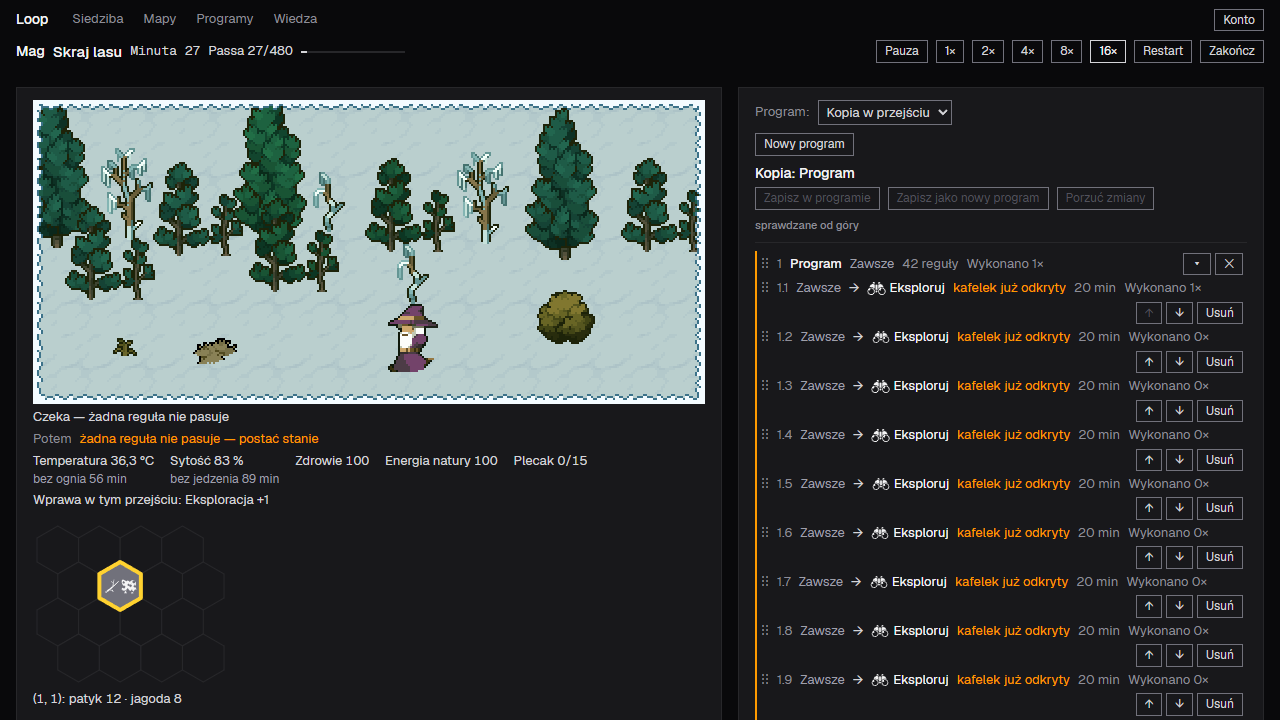 Loop Siedziba Mapy Programy Wiedza Konto
Mag Skraj lasu Minuta 27 Passa 27/480 Pauza 1× 2× 4× 8× 16× Restart Zakończ
Program: Kopia w przejściu
Nowy program
Kopia: Program
Zapisz w programie Zapisz jako nowy program Porzuć zmiany
sprawdzane od góry
1 Program Zawsze 42 reguły Wykonano 1×
1.1 Zawsze → Eksploruj kafelek już odkryty 20 min Wykonano 1×
↑ ↓ Usuń
1.2 Zawsze → Eksploruj kafelek już odkryty 20 min Wykonano 0×
↑ ↓ Usuń
1.3 Zawsze → Eksploruj kafelek już odkryty 20 min Wykonano 0×
↑ ↓ Usuń
1.4 Zawsze → Eksploruj kafelek już odkryty 20 min Wykonano 0×
↑ ↓ Usuń
1.5 Zawsze → Eksploruj kafelek już odkryty 20 min Wykonano 0×
↑ ↓ Usuń
1.6 Zawsze → Eksploruj kafelek już odkryty 20 min Wykonano 0×
↑ ↓ Usuń
1.7 Zawsze → Eksploruj kafelek już odkryty 20 min Wykonano 0×
↑ ↓ Usuń
1.8 Zawsze → Eksploruj kafelek już odkryty 20 min Wykonano 0×
↑ ↓ Usuń
1.9 Zawsze → Eksploruj kafelek już odkryty 20 min Wykonano 0×
↑ ↓ Usuń
Czeka — żadna reguła nie pasuje
Potem żadna reguła nie pasuje — postać stanie
Temperatura 36,3 °C Sytość 83 % Zdrowie 100 Energia natury 100 Plecak 0/15
bez ognia 56 min bez jedzenia 89 min
Wprawa w tym przejściu: Eksploracja +1
(1, 1): patyk 12 · jagoda 8